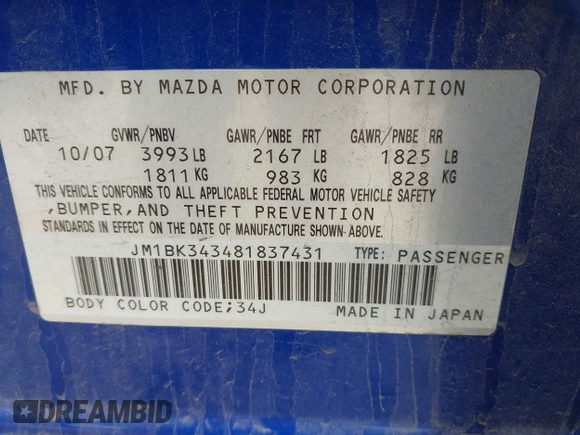 MFD. BY MAZDA MOTOR CORPORATION
DATE GVWR/PNBV GAWR/PNBE FRT GAWR/PNBE RR
10/07 3993 LB 2167 LB 1825 LB
1811 KG 983 KG 828 KG
THIS VEHICLE CONFORMS TO ALL APPLICABLE FEDERAL MOTOR VEHICLE SAFETY
,BUMPER,AND THEFT PREVENTION
STANDARDS IN EFFECT ON THE DATE OF MANUFACTURE SHOWN ABOVE.
JM1BK343481837431 TYPE: PASSENGER
BODY COLOR CODE;34J MADE IN JAPAN
DREAMBID